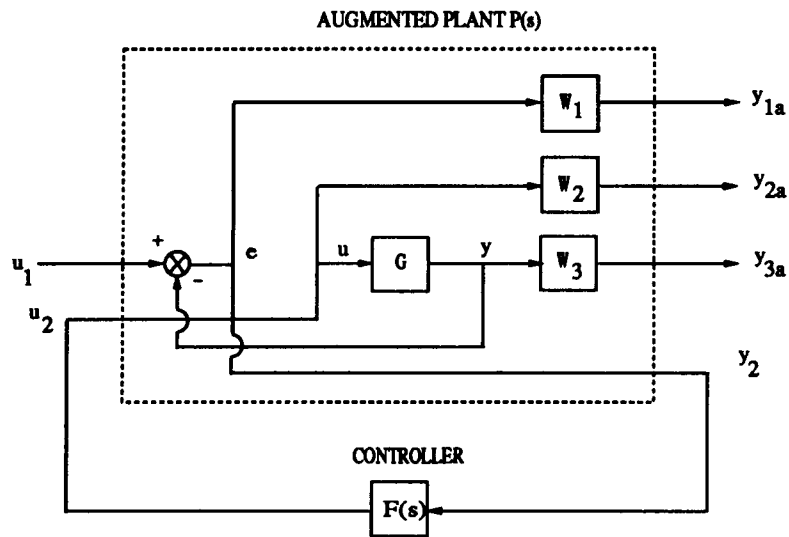 AUGMENTED PLANT P(s)
W1
y1a
W2
y2a
+
e
u
G
y
W3
y3a
u1
-
u2
y2
CONTROLLER
F(s)